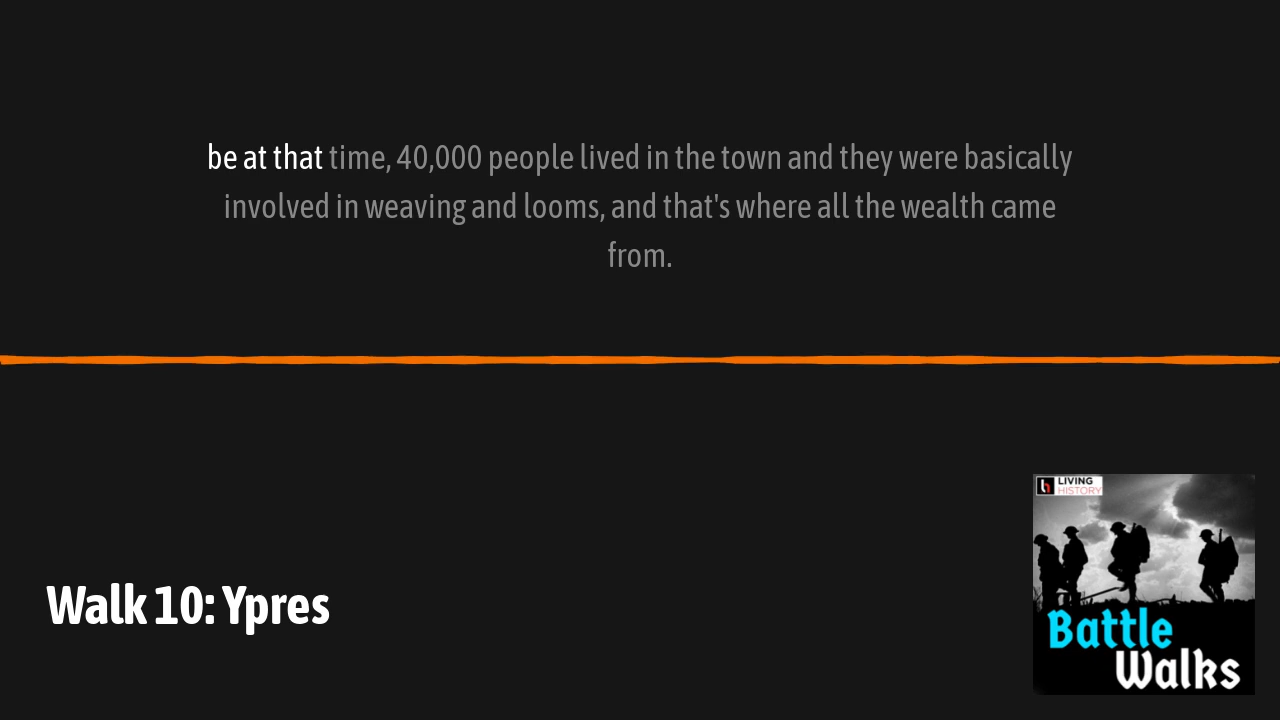 be at that time, 40,000 people lived in the town and they were basically
involved in weaving and looms, and that's where all the wealth came
from.
Walk 10: Ypres
LIVING
HISTORY
Battle
Walks